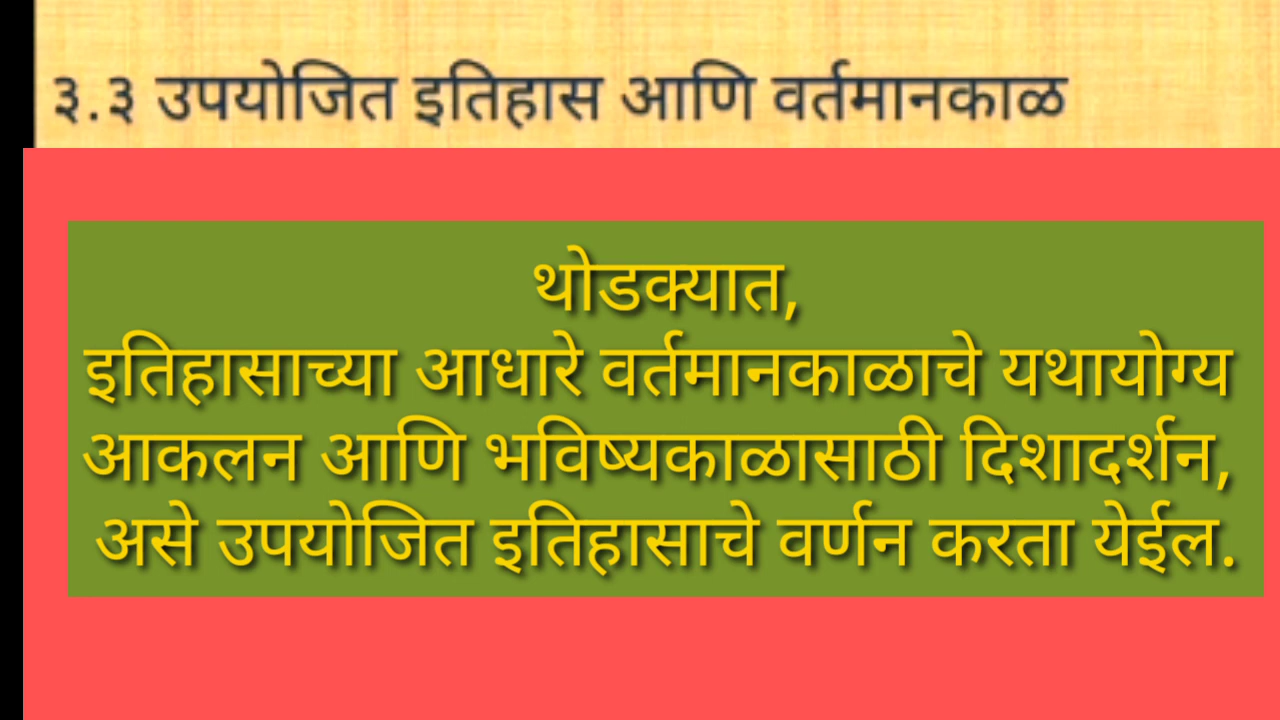 ३.३ उपयोजित इतिहास आणि वर्तमानकाळ
थोडक्यात,
इतिहासाच्या आधारे वर्तमानकाळाचे यथायोग्य
आकलन आणि भविष्यकाळासाठी दिशादर्शन,
असे उपयोजित इतिहासाचे वर्णन करता येईल.